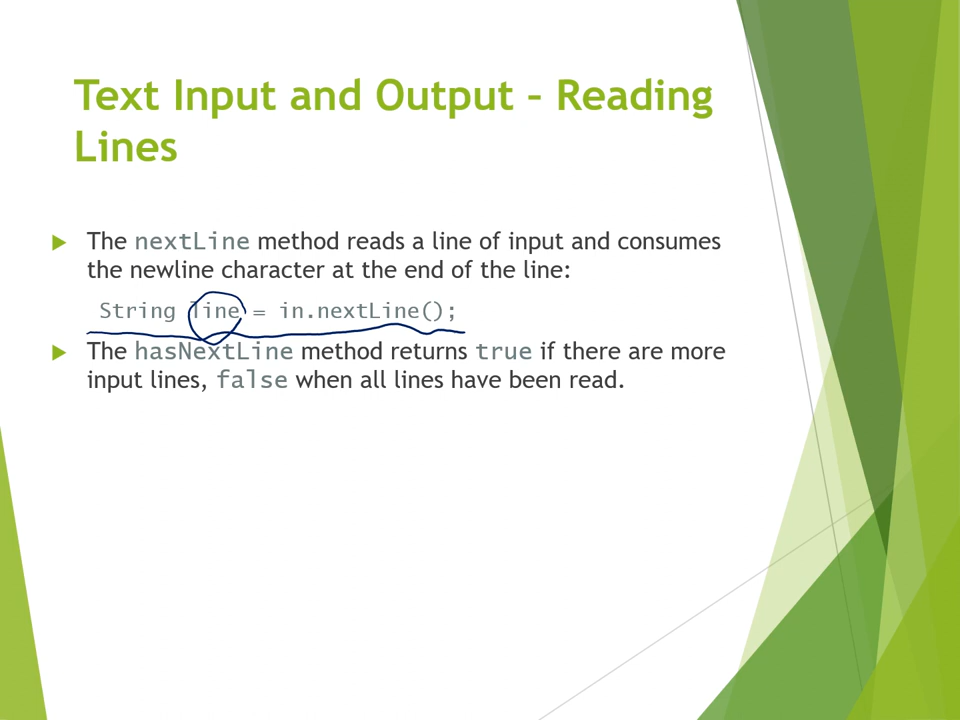 Text Input and Output – Reading
Lines
The nextLine method reads a line of input and consumes
the newline character at the end of the line:
String line = in.nextLine();
The hasNextLine method returns true if there are more
input lines, false when all lines have been read.